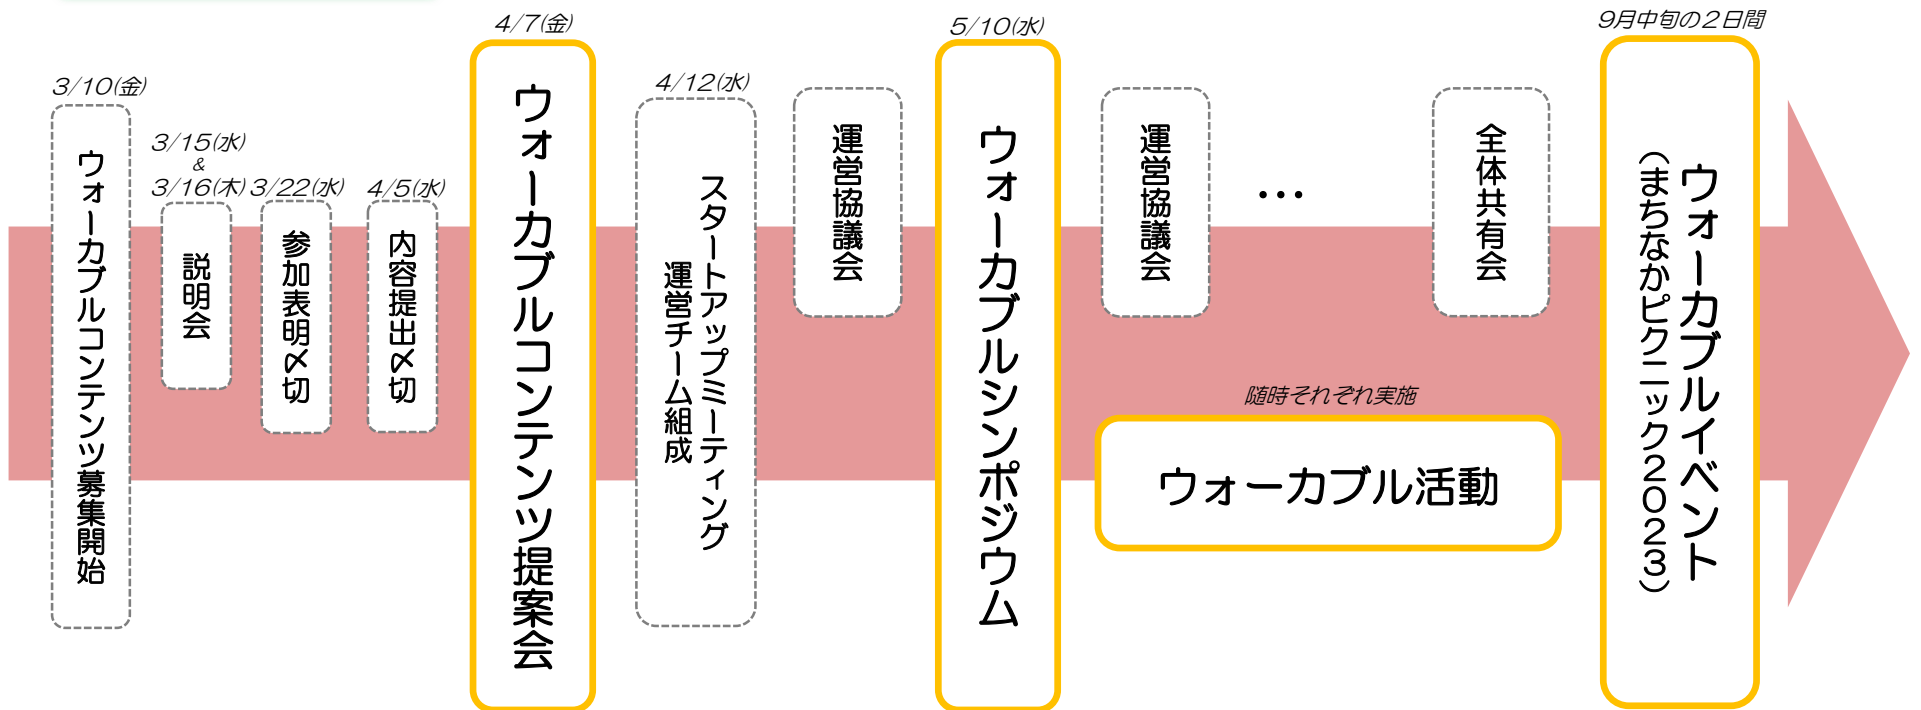 3/10(金)
ウォーカブルコンテンツ募集開始
3/15(水)
&
3/16(木)
説明会
3/22(水)
参加表明〆切
4/5(水)
内容提出〆切
4/7(金)
ウォーカブルコンテンツ提案会
4/12(水)
スタートアップミーティング
運営チーム組成
運営協議会
5/10(水)
ウォーカブルシンポジウム
運営協議会
…
全体共有会
随時それぞれ実施
ウォーカブル活動
9月中旬の2日間
ウォーカブルイベント
(まちなかピクニック2023)